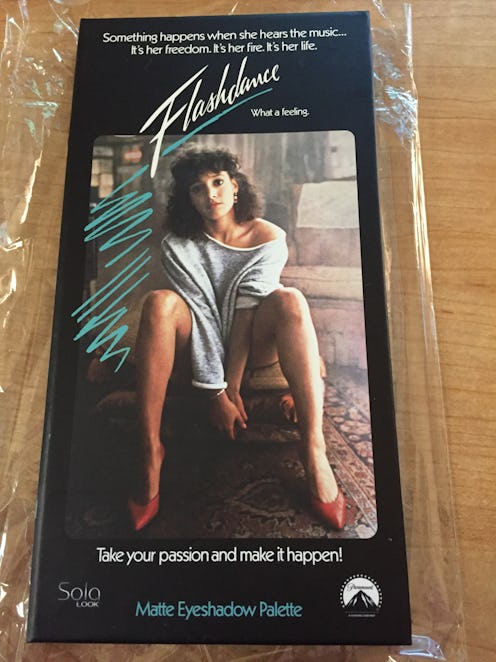 Something happens when she hears the music...
It's her freedom. It's her fire. It's her life.
Flashdance
What a feeling.
Take your passion and make it happen!
Sola
LOOK
Matte Eyeshadow Palette
Paramount